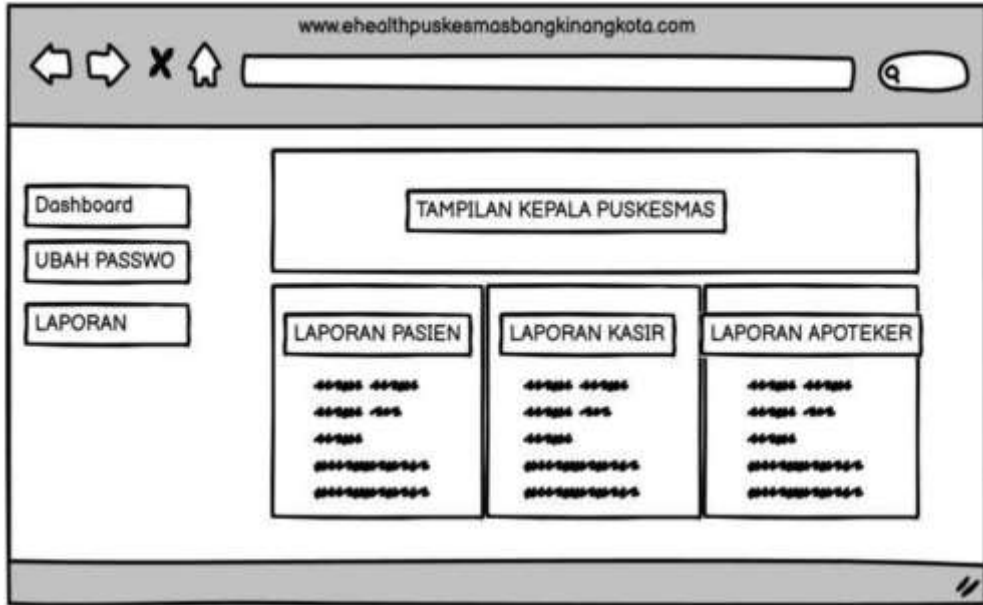 www.ehealthpuskesmasbangkinangkota.com
Dashboard
UBAH PASSWO
LAPORAN
TAMPILAN KEPALA PUSKESMAS
LAPORAN PASIEN
LAPORAN KASIR
LAPORAN APOTEKER